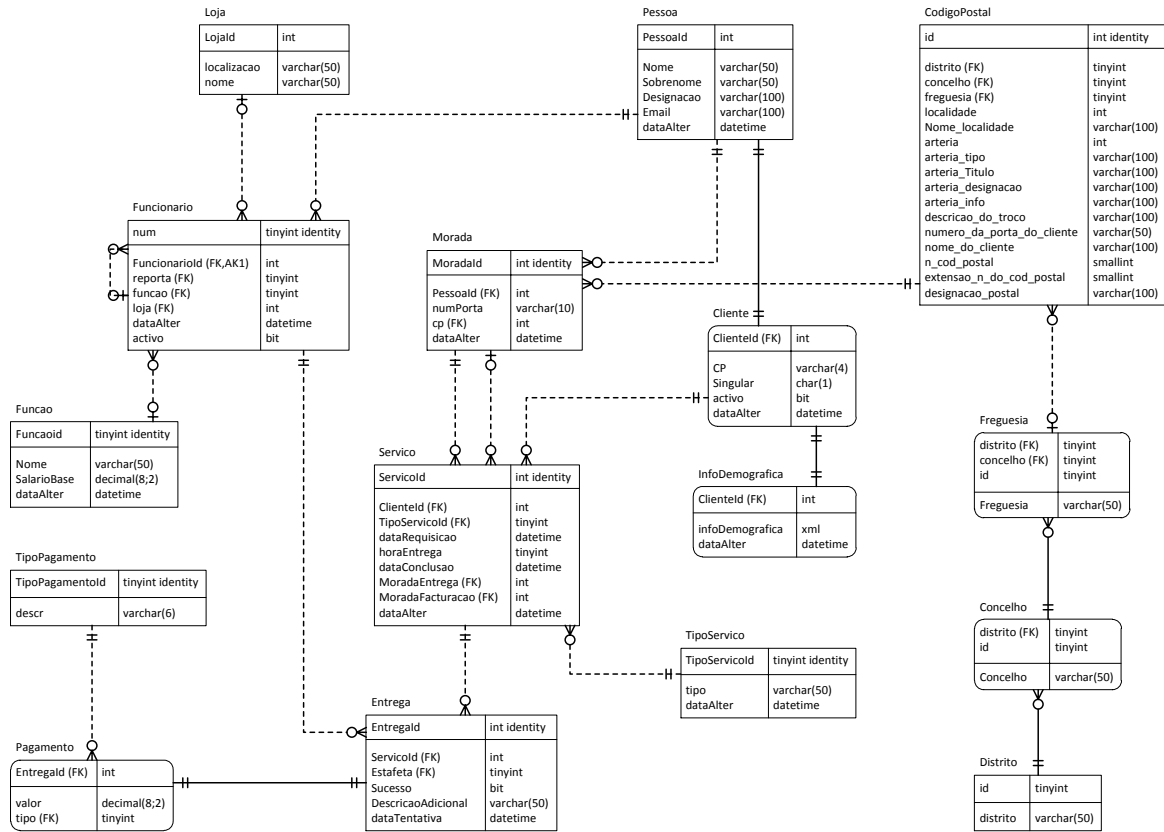 Loja
LojaId int
localizacao varchar(50)
nome varchar(50)
Pessoa
PessoaId int
Nome varchar(50)
Sobrenome varchar(50)
Designacao varchar(100)
Email varchar(100)
dataAlter datetime
CodigoPostal
id int identity
distrito (FK) tinyint
concelho (FK) tinyint
freguesia (FK) tinyint
localidade int
Nome_localidade varchar(100)
arteria int
arteria_tipo varchar(100)
arteria_Titulo varchar(100)
arteria_designacao varchar(100)
arteria_info varchar(100)
descricao_do_troco varchar(100)
numero_da_porta_do_cliente varchar(50)
nome_do_cliente varchar(100)
n_cod_postal smallint
extensao_n_do_cod_postal smallint
designacao_postal varchar(100)
Funcionario
num tinyint identity
FuncionarioId (FK,AK1) int
reporta (FK) tinyint
funcao (FK) tinyint
loja (FK) int
dataAlter datetime
activo bit
Morada
MoradaId int identity
PessoaId (FK) int
numPorta varchar(10)
cp (FK) int
dataAlter datetime
Cliente
ClienteId (FK) int
CP varchar(4)
Singular char(1)
activo bit
dataAlter datetime
Funcao
Funcaoid tinyint identity
Nome varchar(50)
SalarioBase decimal(8;2)
dataAlter datetime
Servico
ServicoId int identity
ClienteId (FK) int
TipoServicoId (FK) tinyint
dataRequisicao datetime
horaEntrega tinyint
dataConclusao datetime
MoradaEntrega (FK) int
MoradaFacturacao (FK) int
dataAlter datetime
InfoDemografica
ClienteId (FK) int
infoDemografica xml
dataAlter datetime
Freguesia
distrito (FK) tinyint
concelho (FK) tinyint
id tinyint
Freguesia varchar(50)
TipoPagamento
TipoPagamentoId tinyint identity
descr varchar(6)
Concelho
distrito (FK) tinyint
id tinyint
Concelho varchar(50)
TipoServico
TipoServicoId tinyint identity
tipo varchar(50)
dataAlter datetime
Entrega
EntregaId int identity
ServicoId (FK) int
Estafeta (FK) tinyint
Sucesso bit
DescricaoAdicional varchar(50)
dataTentativa datetime
Pagamento
EntregaId (FK) int
valor decimal(8;2)
tipo (FK) tinyint
Distrito
id tinyint
distrito varchar(50)